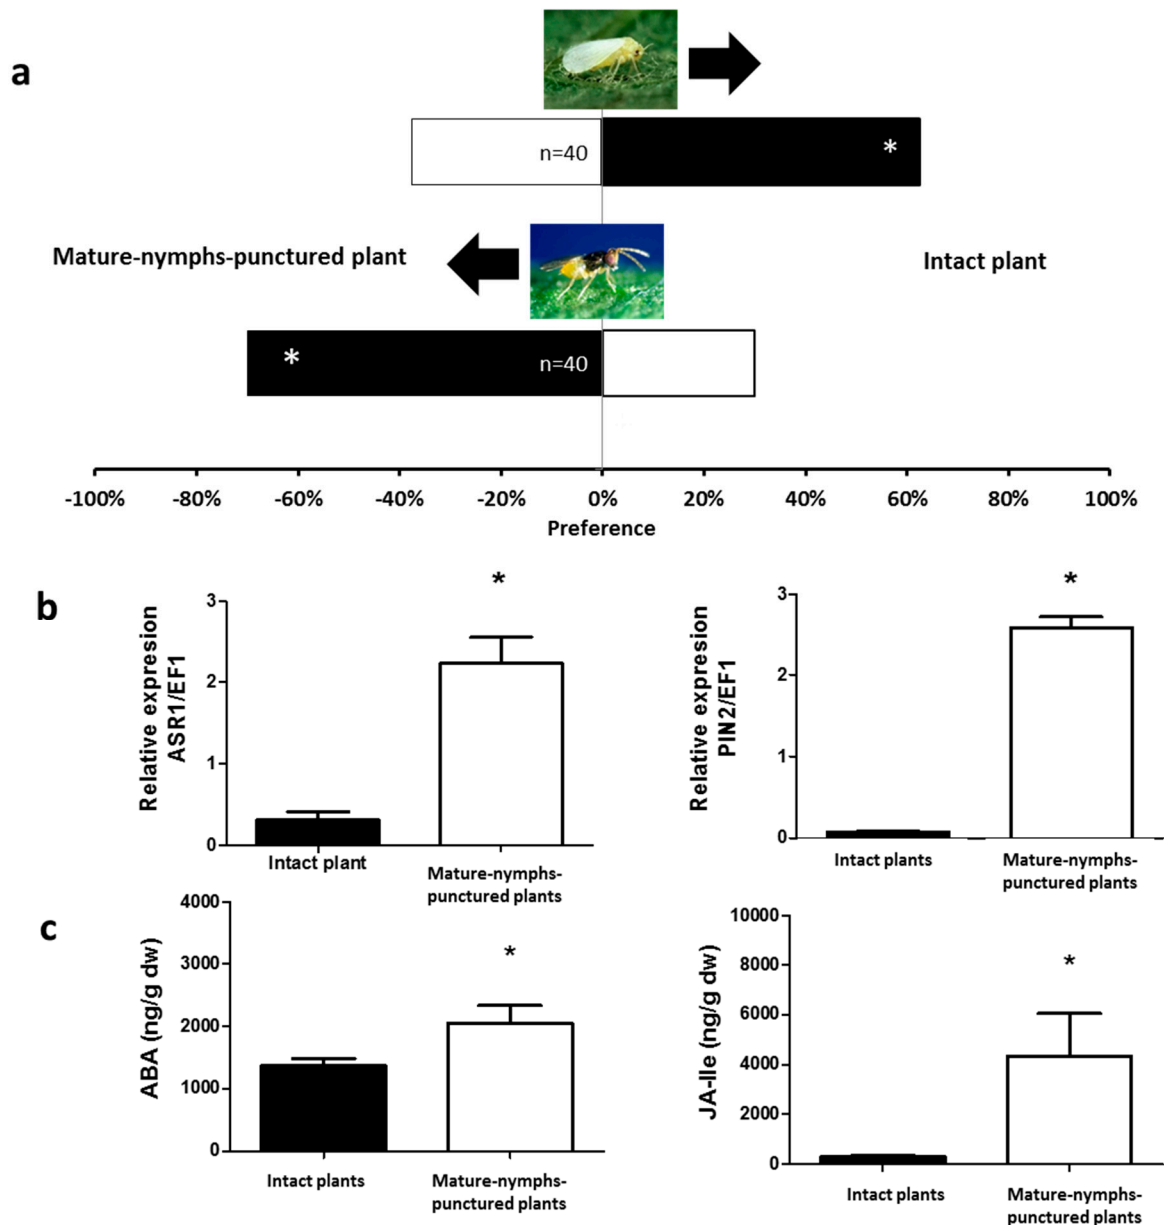 a
*
n=40
Mature-nymphs-punctured plant
Intact plant
*
n=40
-100% -80% -60% -40% -20% 0% 20% 40% 60% 80% 100%
Preference
b
Relative expresion
ASR1/EF1
3
2
1
0
*
Intact plant
Mature-nymphs-
punctured plants
Relative expresion
PIN2/EF1
3
2
1
0
*
Intact plants
Mature-nymphs-
punctured plants
c
ABA (ng/g dw)
4000
3000
2000
1000
0
*
Intact plants
Mature-nymphs-
punctured plants
JA-Ile (ng/g dw)
10000
8000
6000
4000
2000
0
*
Intact plants
Mature-nymphs-
punctured plants